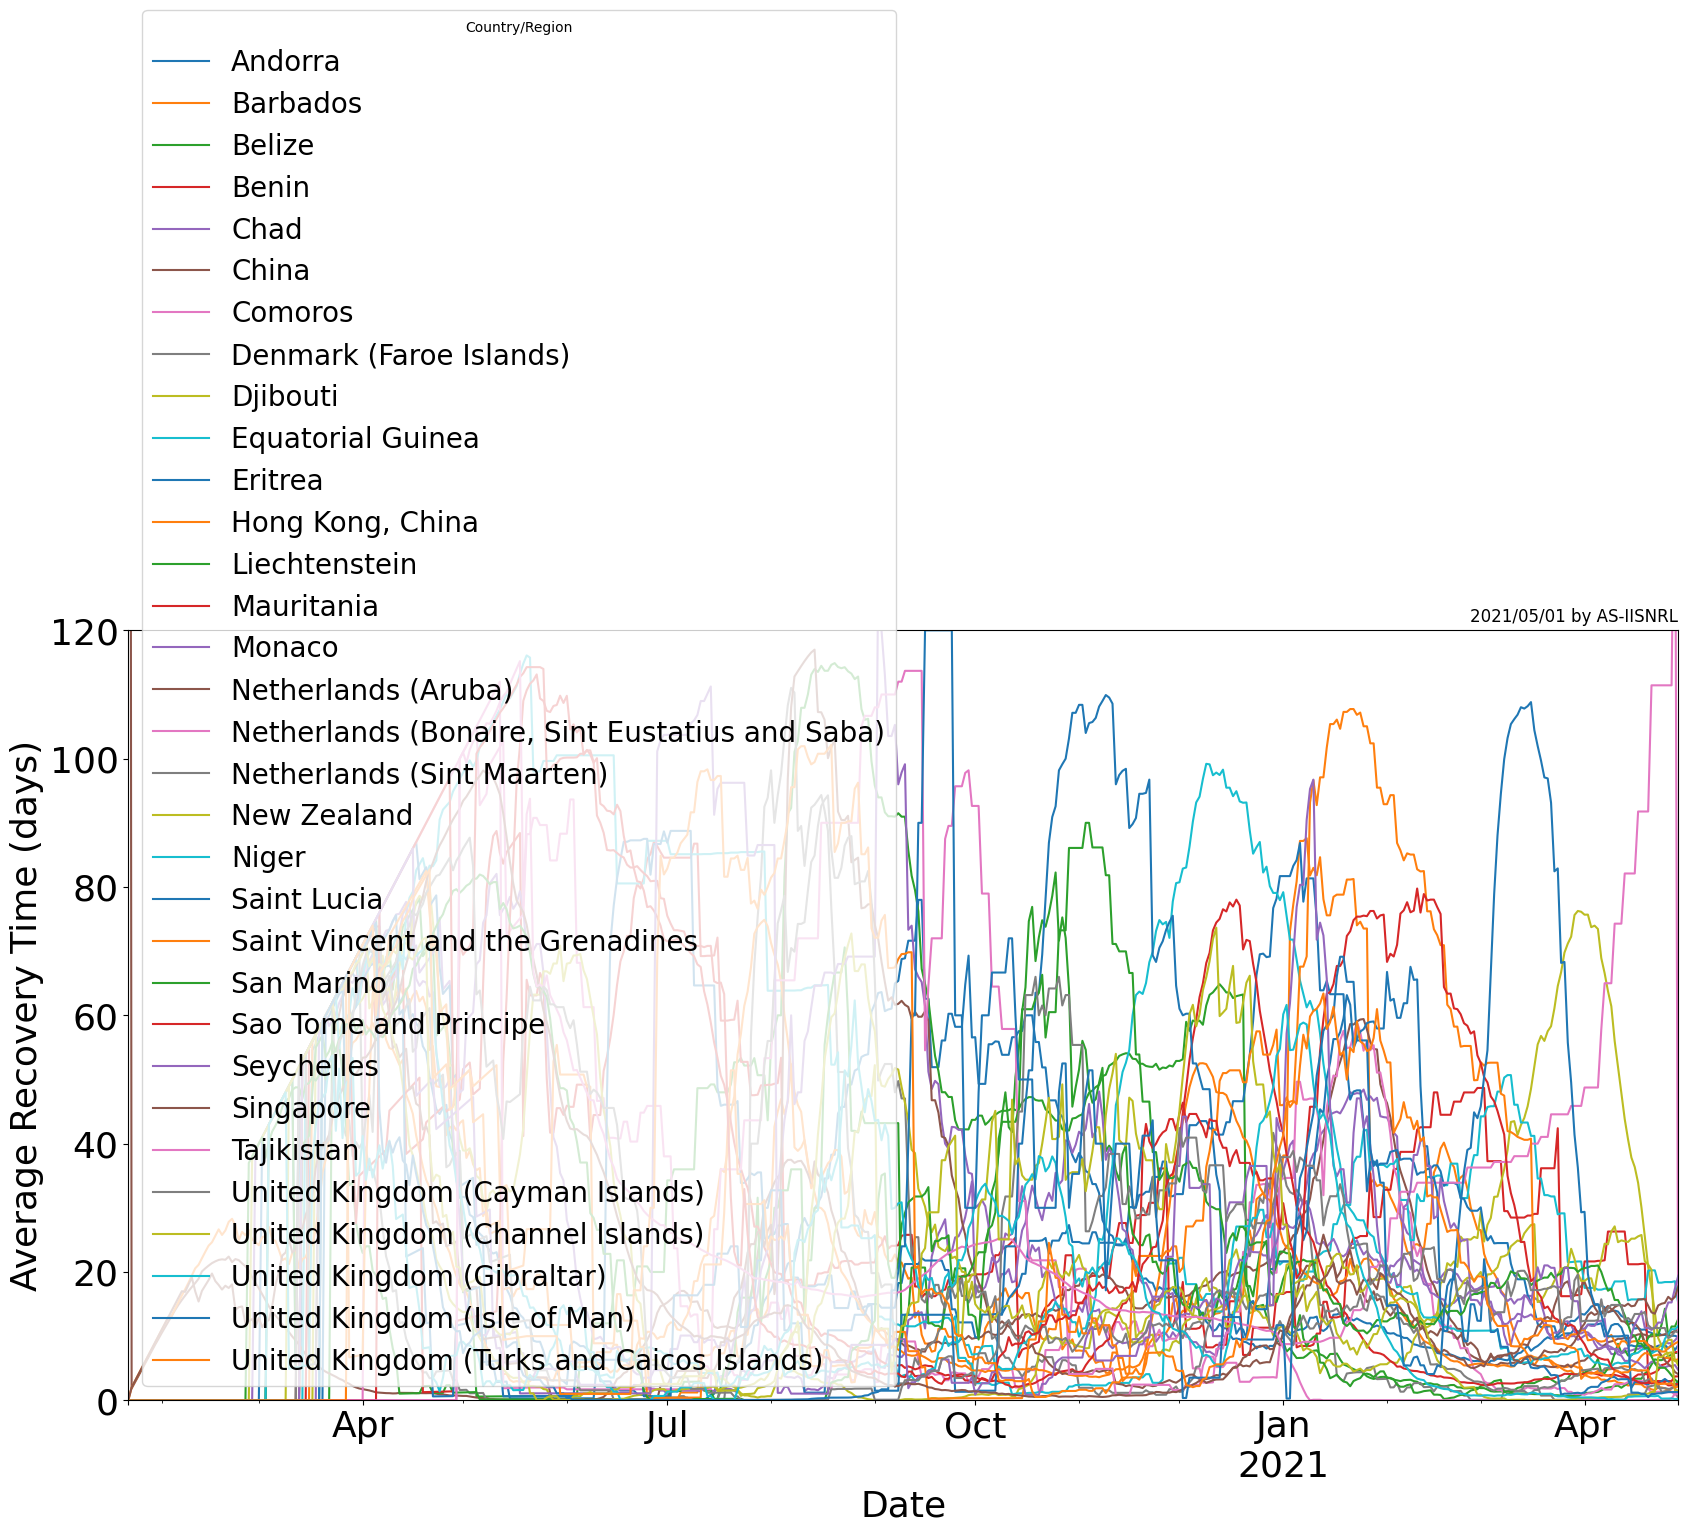 Country/Region
Andorra
Barbados
Belize
Benin
Chad
China
Comoros
Denmark (Faroe Islands)
Djibouti
Equatorial Guinea
Eritrea
Hong Kong, China
Liechtenstein
Mauritania
Monaco
Netherlands (Aruba)
Netherlands (Bonaire, Sint Eustatius and Saba)
Netherlands (Sint Maarten)
New Zealand
Niger
Saint Lucia
Saint Vincent and the Grenadines
San Marino
Sao Tome and Principe
Seychelles
Singapore
Tajikistan
United Kingdom (Cayman Islands)
United Kingdom (Channel Islands)
United Kingdom (Gibraltar)
United Kingdom (Isle of Man)
United Kingdom (Turks and Caicos Islands)
2021/05/01 by AS-IISNRL
Average Recovery Time (days)
120
100
80
60
40
20
0
Apr
Jul
Oct
Jan
2021
Apr
Date